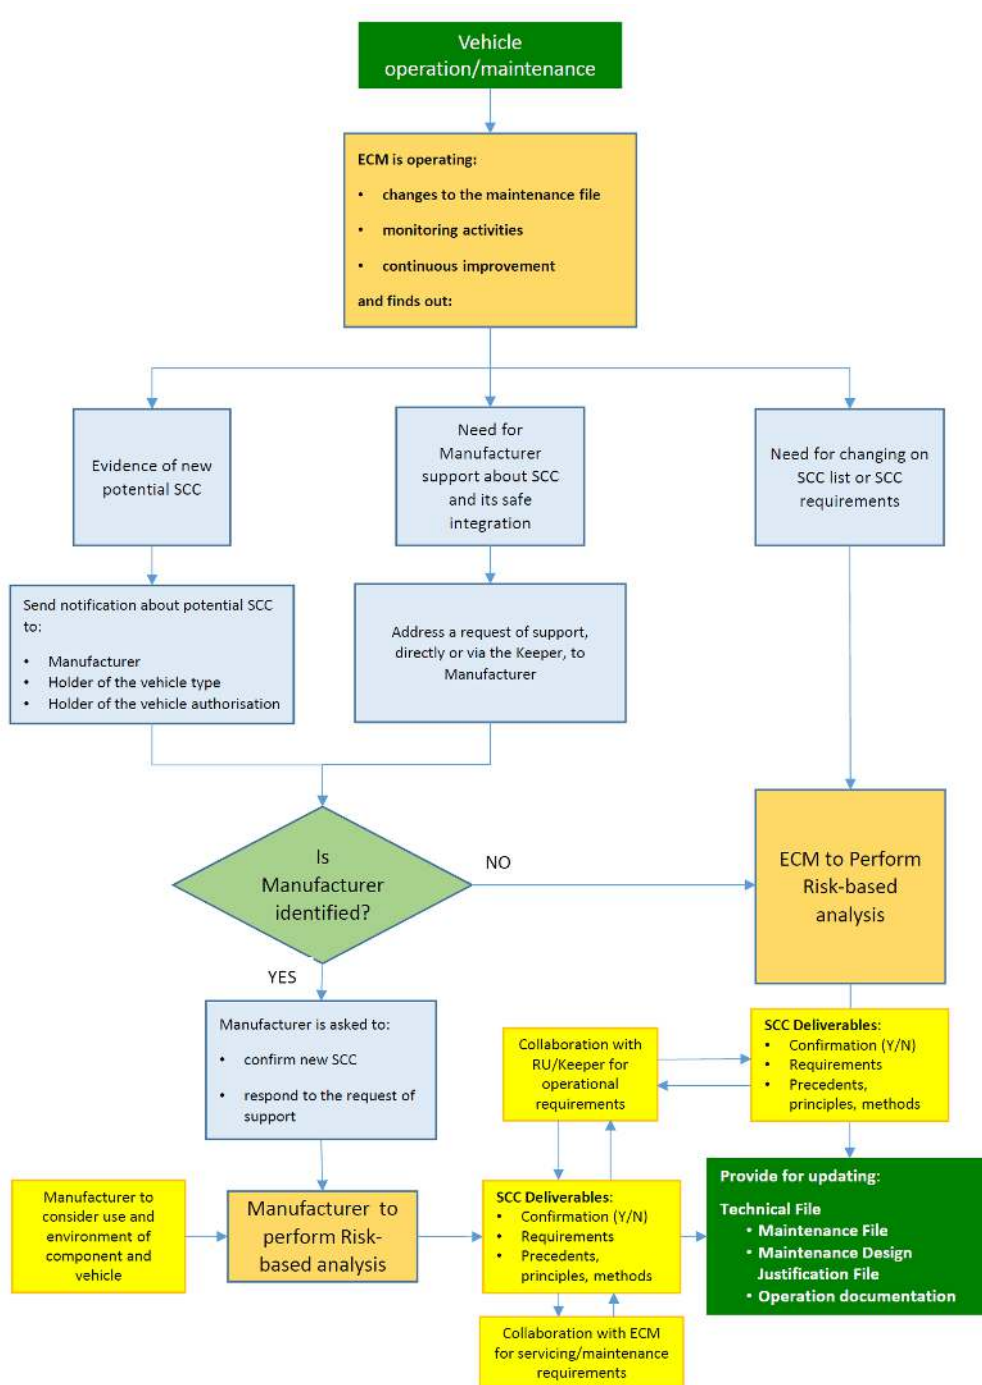 Vehicle
operation/maintenance
ECM is operating:
• changes to the maintenance file
• monitoring activities
• continuous improvement
and finds out:
Evidence of new
potential SCC
Need for
Manufacturer
support about SCC
and its safe
integration
Need for changing on
SCC list or SCC
requirements
Send notification about potential SCC
to:
• Manufacturer
• Holder of the vehicle type
• Holder of the vehicle authorisation
Address a request of support,
directly or via the Keeper, to
Manufacturer
Is
Manufacturer
identified?
NO
YES
ECM to Perform
Risk-based
analysis
Manufacturer is asked to:
• confirm new SCC
• respond to the request of
support
Collaboration with
RU/Keeper for
operational
requirements
SCC Deliverables:
• Confirmation (Y/N)
• Requirements
• Precedents,
principles, methods
Manufacturer to
consider use and
environment of
component and
vehicle
Manufacturer to
perform Risk-
based analysis
SCC Deliverables:
• Confirmation (Y/N)
• Requirements
• Precedents,
principles, methods
Provide for updating:
Technical File
• Maintenance File
• Maintenance Design
Justification File
• Operation documentation
Collaboration with ECM
for servicing/maintenance
requirements